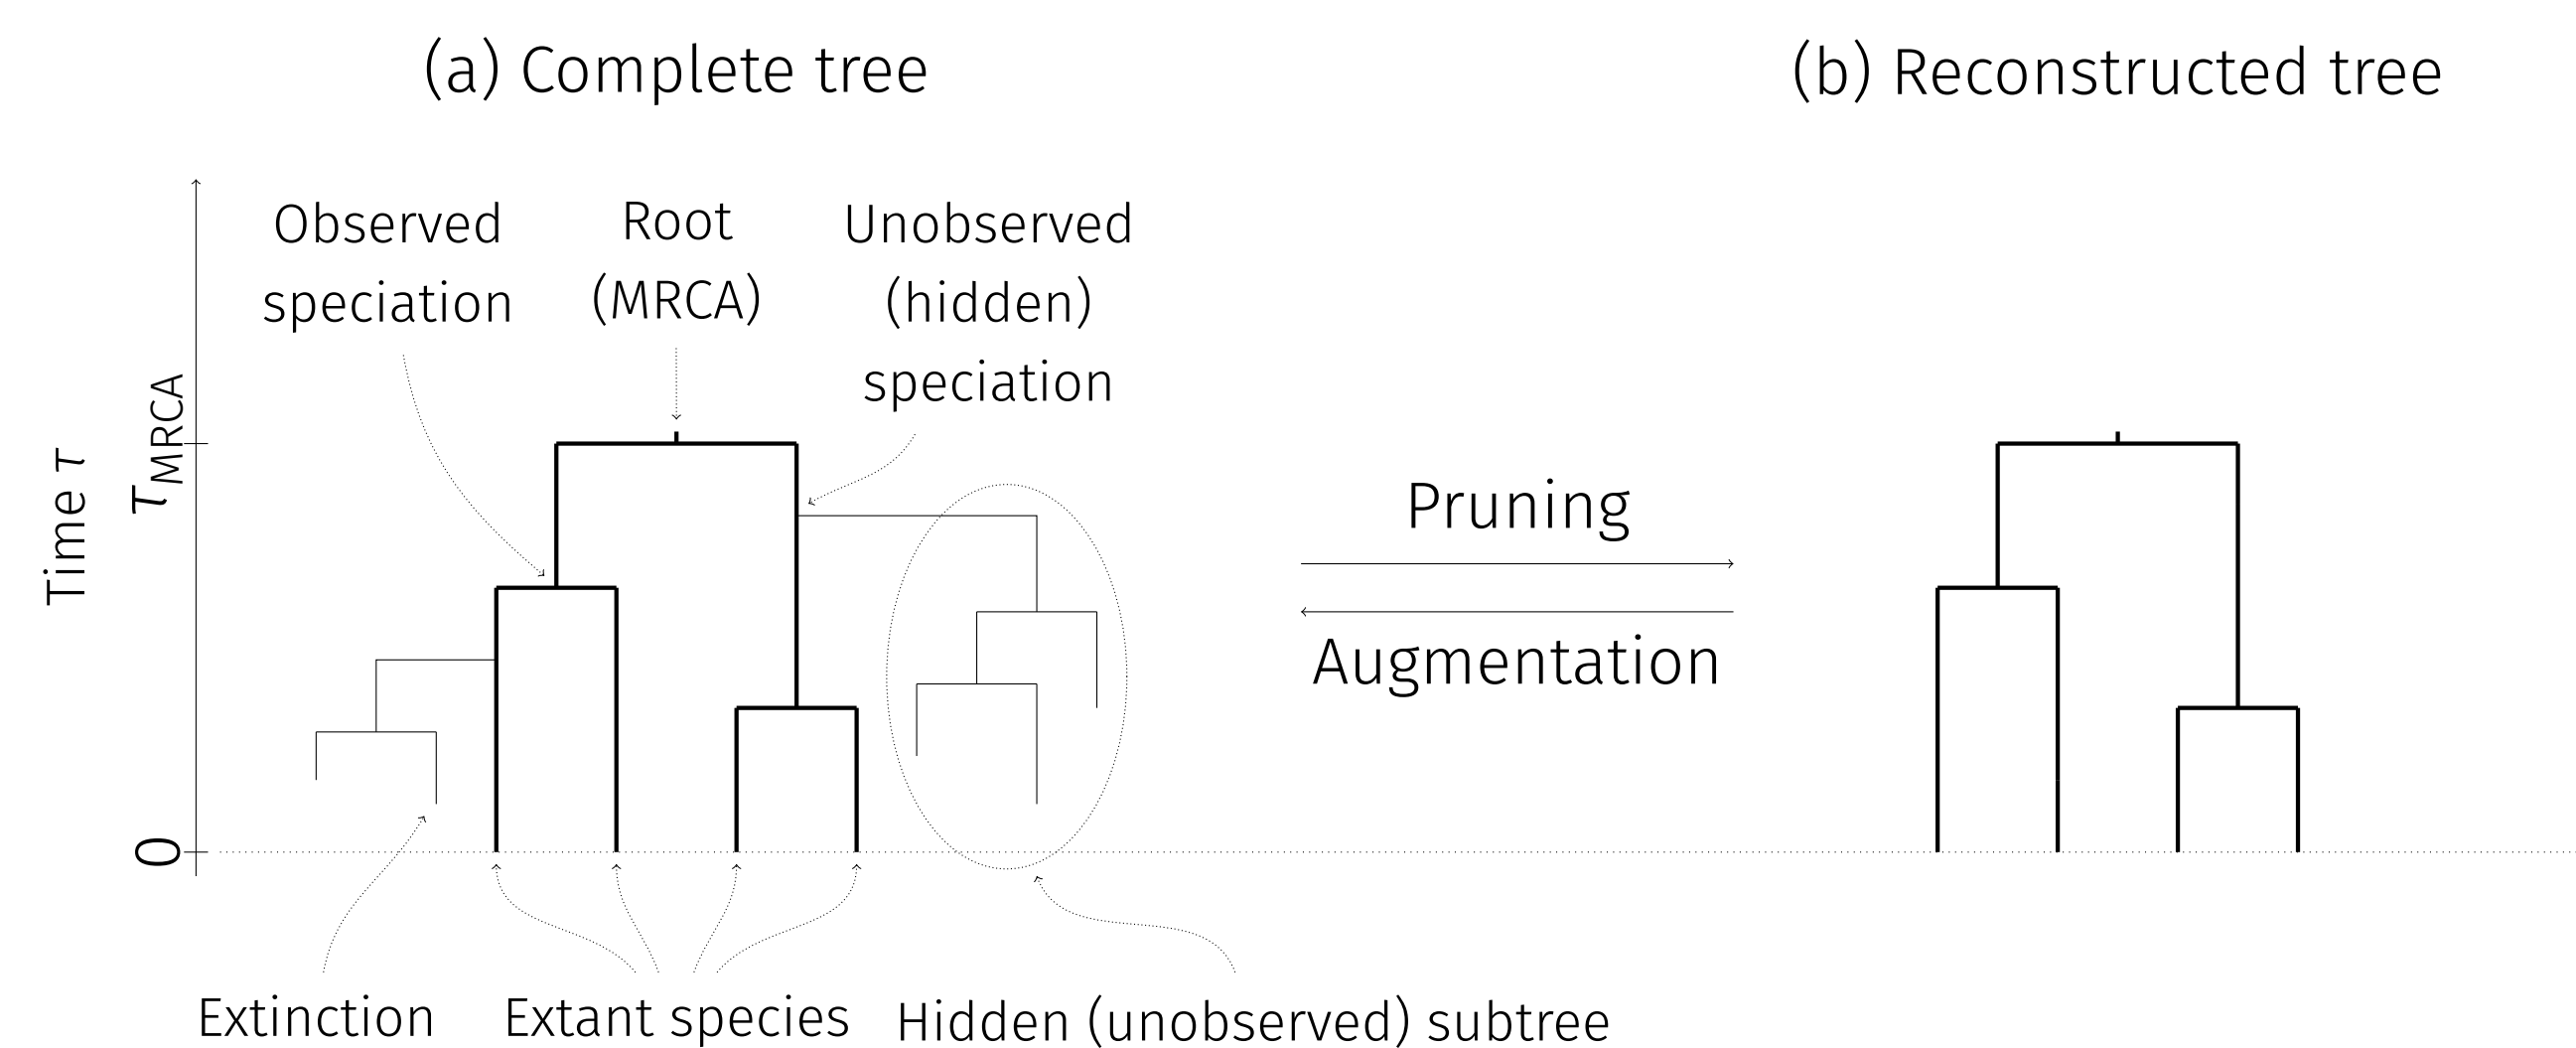 (a) Complete tree
(b) Reconstructed tree
Observed
speciation
Root
(MRCA)
Unobserved
(hidden)
speciation
Time τ
τMRCA
0
Pruning
Augmentation
Extinction
Extant species
Hidden (unobserved) subtree